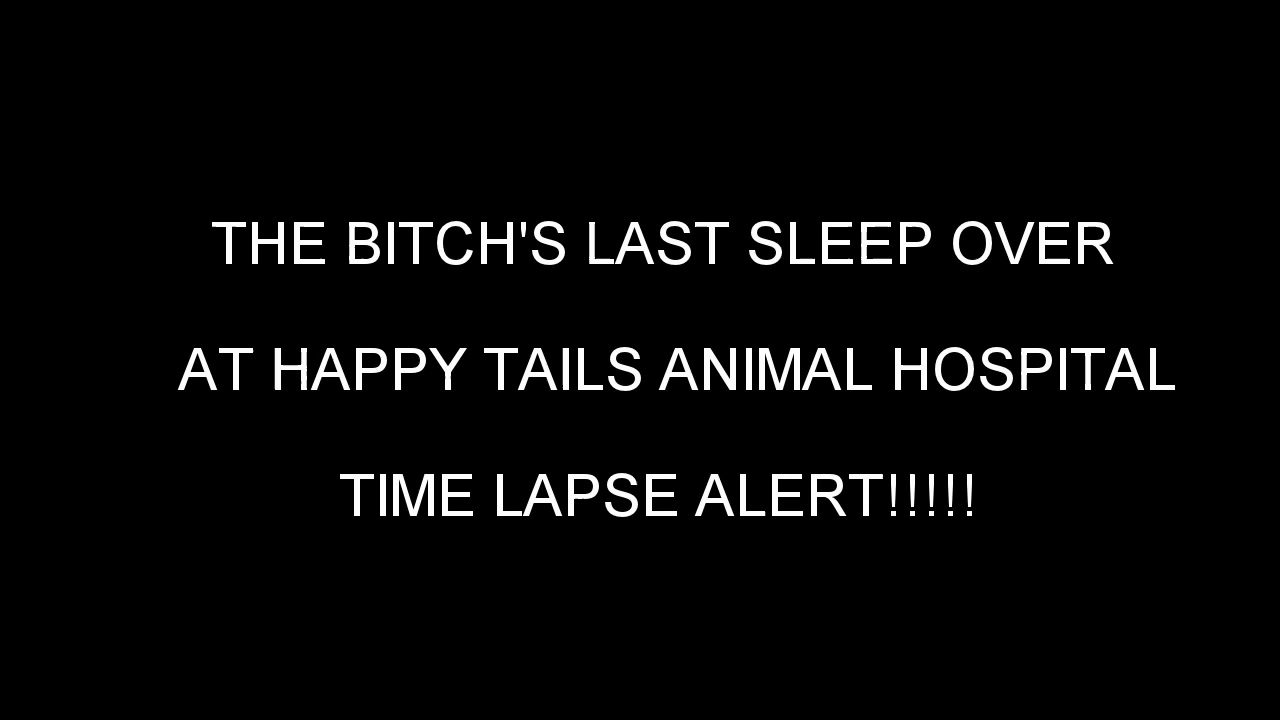 THE BITCH'S LAST SLEEP OVER
AT HAPPY TAILS ANIMAL HOSPITAL
TIME LAPSE ALERT!!!!!